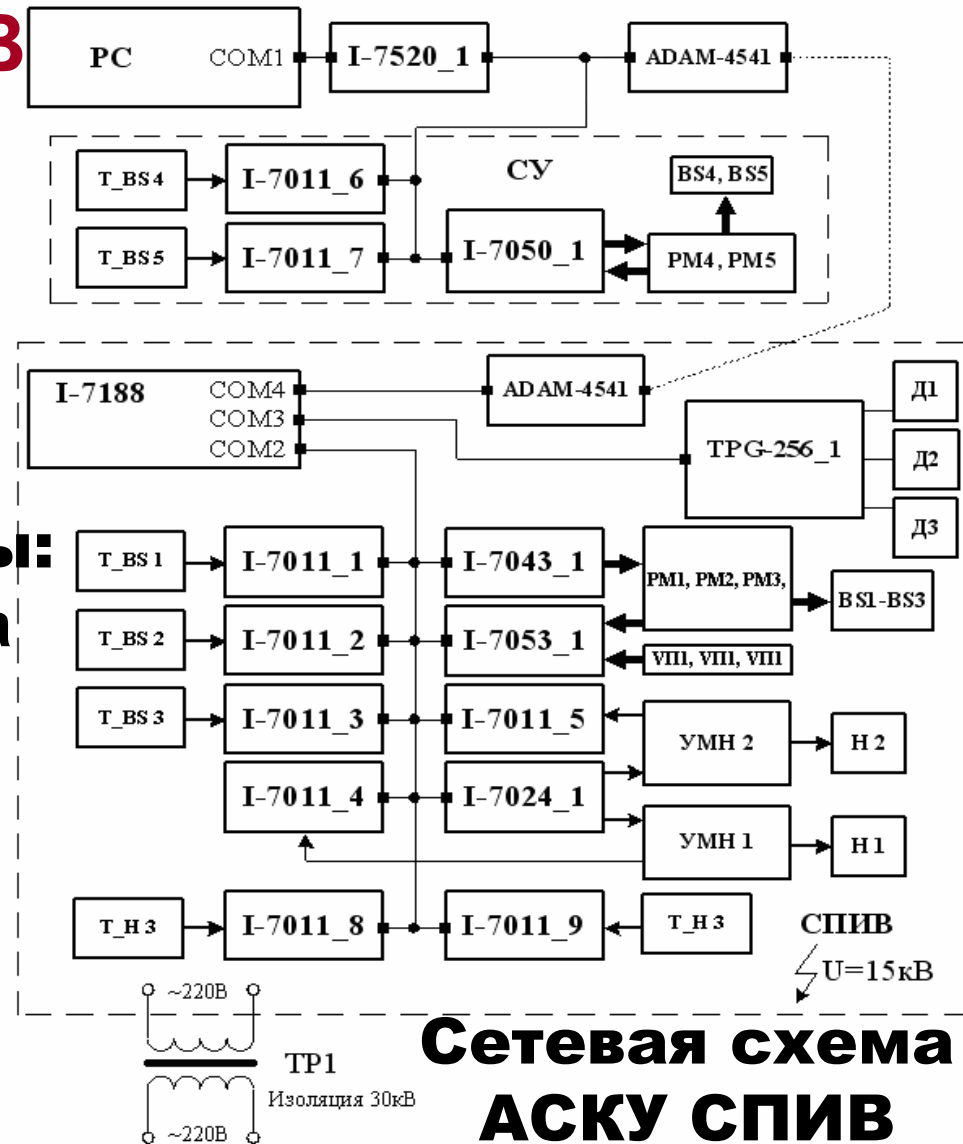 В
PC
COM1
I-7520_1
ADAM-4541
T_BS4
I-7011_6
СУ
BS4, BS5
T_BS5
I-7011_7
I-7050_1
PM4, PM5
I-7188
COM4
COM3
COM2
ADAM-4541
TPG-256_1
Д1
Д2
Д3
ы:
а
T_BS 1
I-7011_1
I-7043_1
PM1, PM2, PM3,
BS1-BS3
T_BS 2
I-7011_2
I-7053_1
VП1, VП1, VП1
T_BS 3
I-7011_3
I-7011_5
УМН 2
Н 2
I-7011_4
I-7024_1
УМН 1
Н 1
Т_Н 3
I-7011_8
I-7011_9
Т_Н 3
СПИВ
U=15кВ
~220В
ТР1
Изоляция 30кВ
~220В
Сетевая схема
АСКУ СПИВ